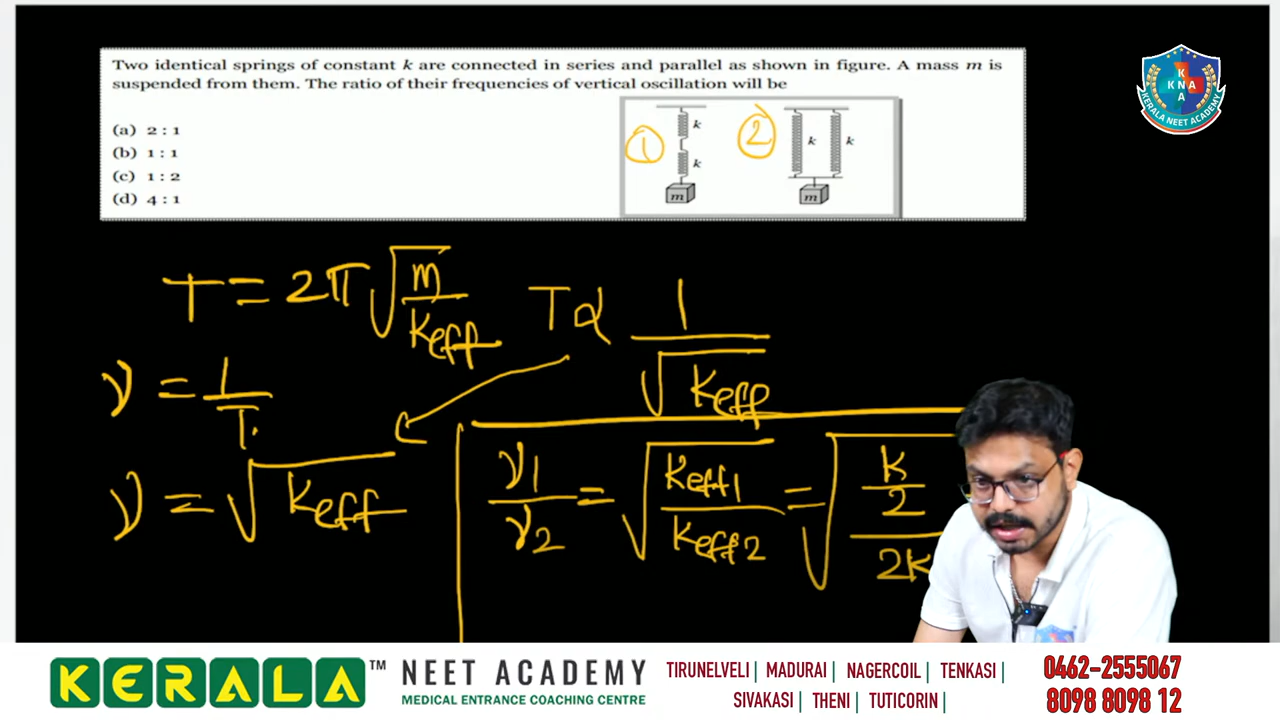 Two identical springs of constant k are connected in series and parallel as shown in figure. A mass m is
suspended from them. The ratio of their frequencies of vertical oscillation will be
(a) 2 : 1
(b) 1 : 1
(c) 1 : 2
(d) 4 : 1
1
k
k
m
2
k
k
m
KNA
KERALA NEET ACADEMY
T = 2π√(m/Keff)
T α 1/√Keff
ν = 1/T
ν = √Keff
ν1/ν2 = √(Keff1/Keff2) = √((K/2)/2K)
KERALA™
NEET ACADEMY
MEDICAL ENTRANCE COACHING CENTRE
TIRUNELVELI | MADURAI | NAGERCOIL | TENKASI |
SIVAKASI | THENI | TUTICORIN |
0462-2555067
8098 8098 12